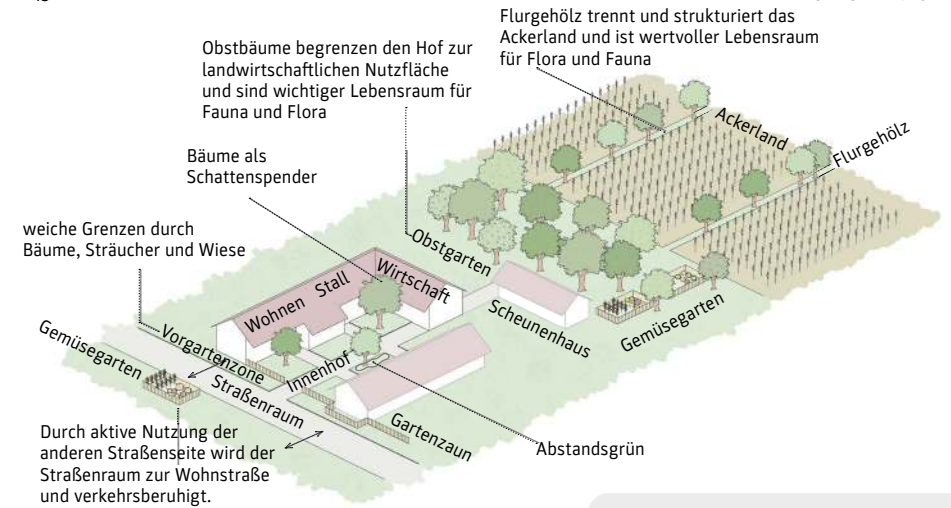 Flurgehölz trennt und strukturiert das
Ackerland und ist wertvoller Lebensraum
für Flora und Fauna
Obstbäume begrenzen den Hof zur
landwirtschaftlichen Nutzfläche
und sind wichtiger Lebensraum für
Fauna und Flora
Bäume als
Schattenspender
weiche Grenzen durch
Bäume, Sträucher und Wiese
Ackerland
Flurgehölz
Obstgarten
Wohnen
Stall
Wirtschaft
Scheunenhaus
Gemüsegarten
Gemüsegarten
Vorgartenzone
Innenhof
Straßenraum
Gartenzaun
Abstandsgrün
Durch aktive Nutzung der
anderen Straßenseite wird der
Straßenraum zur Wohnstraße
und verkehrsberuhigt.